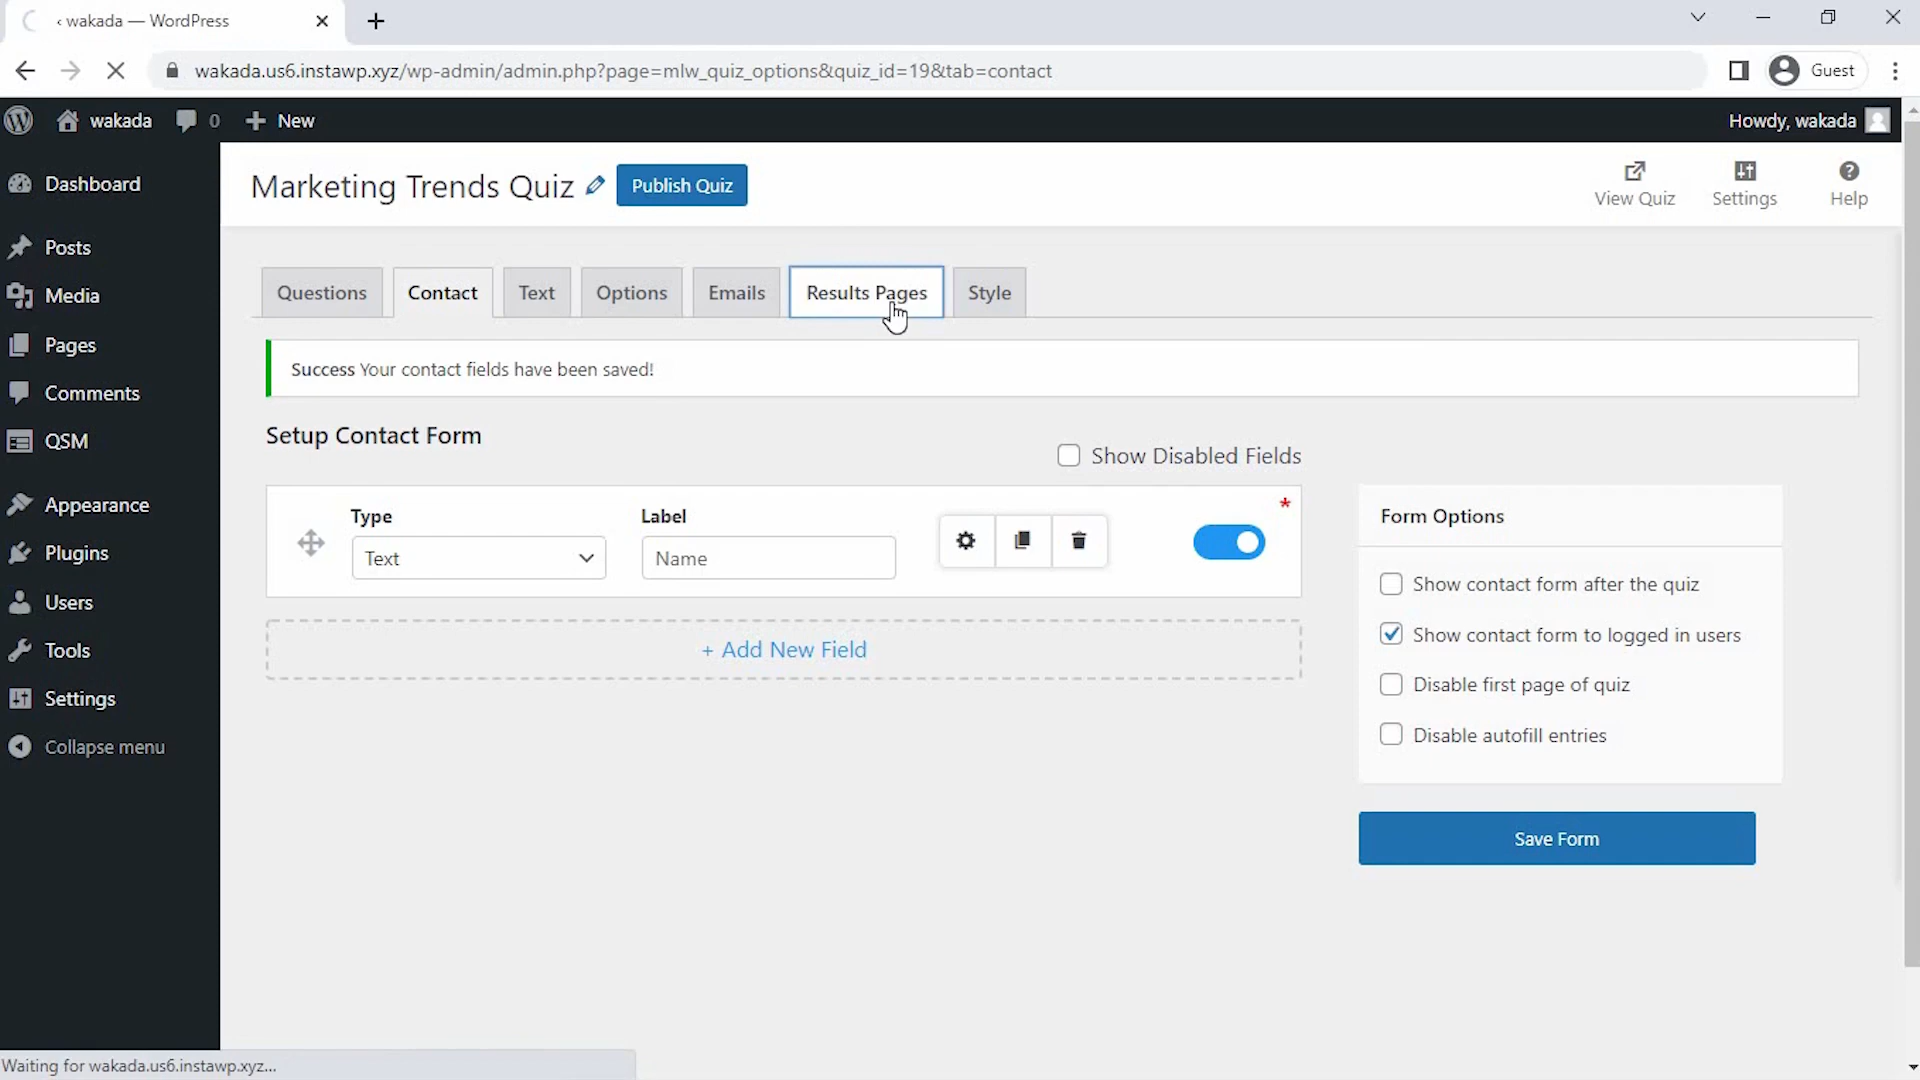 ‹ wakada — WordPress
wakada.us6.instawp.xyz/wp-admin/admin.php?page=mlw_quiz_options&quiz_id=19&tab=contact
Guest
wakada
0
New
Howdy, wakada
Dashboard
Posts
Media
Pages
Comments
QSM
Appearance
Plugins
Users
Tools
Settings
Collapse menu
Marketing Trends Quiz
Publish Quiz
View Quiz
Settings
Help
Questions
Contact
Text
Options
Emails
Results Pages
Style
Success Your contact fields have been saved!
Setup Contact Form
Show Disabled Fields
Type
Label
*
Text
Name
+ Add New Field
Form Options
Show contact form after the quiz
Show contact form to logged in users
Disable first page of quiz
Disable autofill entries
Save Form
Waiting for wakada.us6.instawp.xyz...